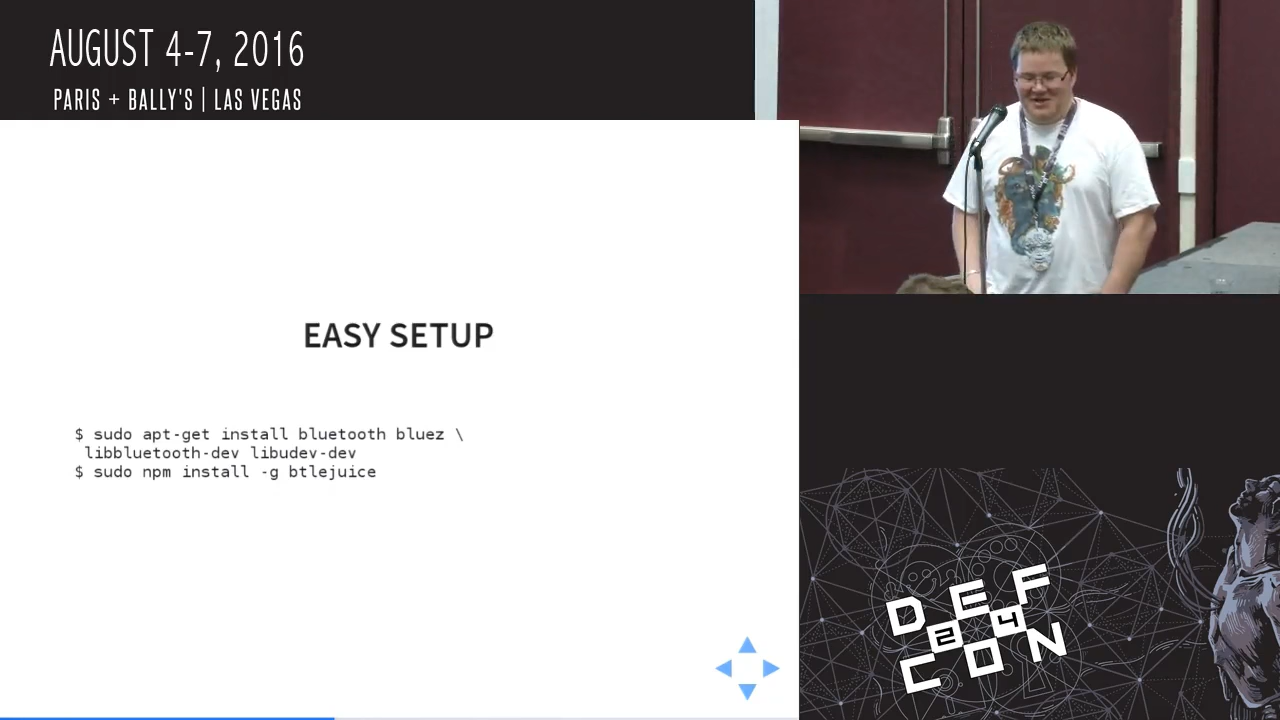 AUGUST 4-7, 2016
PARIS + BALLY'S | LAS VEGAS
EASY SETUP
$ sudo apt-get install bluetooth bluez \
libbluetooth-dev libudev-dev
$ sudo npm install -g btlejuice
DEF
24
CON